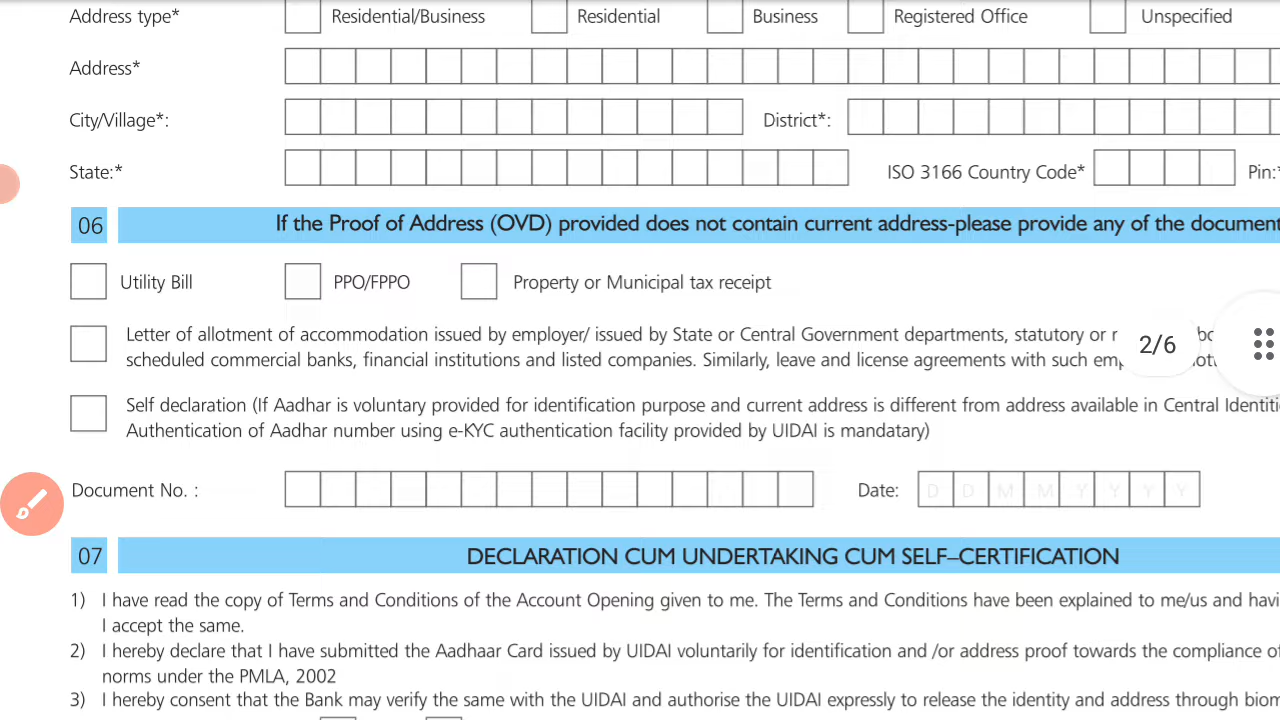 Address type* Residential/Business Residential Business Registered Office Unspecified
Address*
City/Village*: District*:
State:* ISO 3166 Country Code* Pin:*
06 If the Proof of Address (OVD) provided does not contain current address-please provide any of the document
Utility Bill PPO/FPPO Property or Municipal tax receipt
Letter of allotment of accommodation issued by employer/ issued by State or Central Government departments, statutory or
2/6
scheduled commercial banks, financial institutions and listed companies. Similarly, leave and license agreements with such
Self declaration (If Aadhar is voluntary provided for identification purpose and current address is different from address available in Central
Authentication of Aadhar number using e-KYC authentication facility provided by UIDAI is mandatary)
Document No. : Date: D D M M Y Y Y Y
07 DECLARATION CUM UNDERTAKING CUM SELF–CERTIFICATION
1) I have read the copy of Terms and Conditions of the Account Opening given to me. The Terms and Conditions have been explained to me/us and
I accept the same.
2) I hereby declare that I have submitted the Aadhaar Card issued by UIDAI voluntarily for identification and /or address proof towards the compliance of
norms under the PMLA, 2002
3) I hereby consent that the Bank may verify the same with the UIDAI and authorise the UIDAI expressly to release the identity and address through